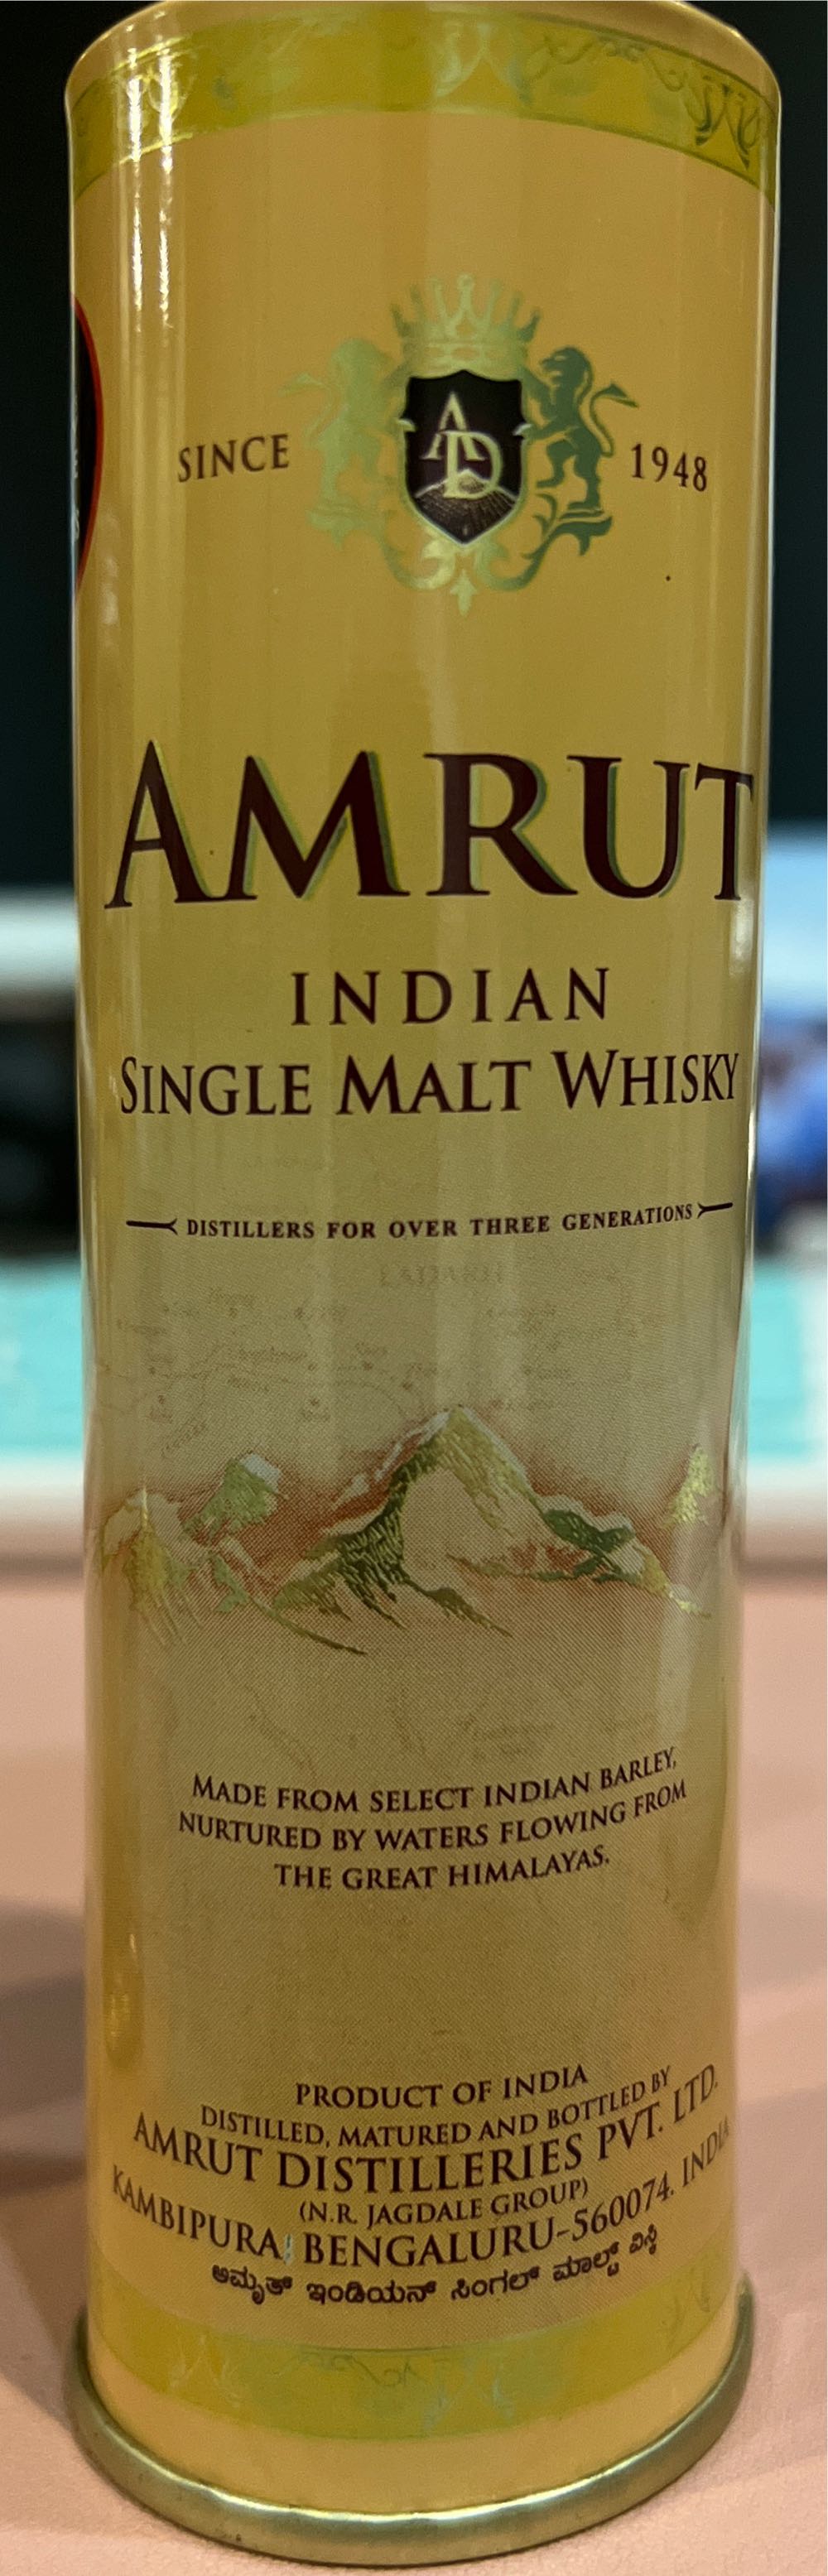 SINCE
AD
1948
AMRUT
INDIAN
SINGLE MALT WHISKY
DISTILLERS FOR OVER THREE GENERATIONS
LADAKH
MADE FROM SELECT INDIAN BARLEY,
NURTURED BY WATERS FLOWING FROM
THE GREAT HIMALAYAS.
PRODUCT OF INDIA
DISTILLED, MATURED AND BOTTLED BY
AMRUT DISTILLERIES PVT. LTD.
(N.R. JAGDALE GROUP)
KAMBIPURA, BENGALURU-560074. INDIA
ಅಮೃತ್ ಇಂಡಿಯನ್ ಸಿಂಗಲ್ ಮಾಲ್ಟ್ ವಿಸ್ಕಿ